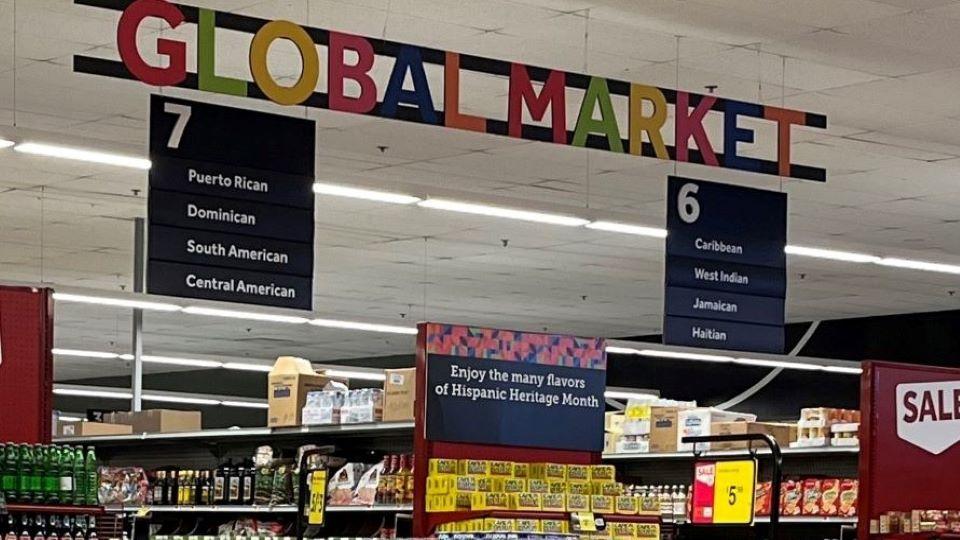 GLOBAL MARKET
7
Puerto Rican
Dominican
South American
Central American
6
Caribbean
West Indian
Jamaican
Haitian
Enjoy the many flavors
of Hispanic Heritage Month
SALE
SALE
$5